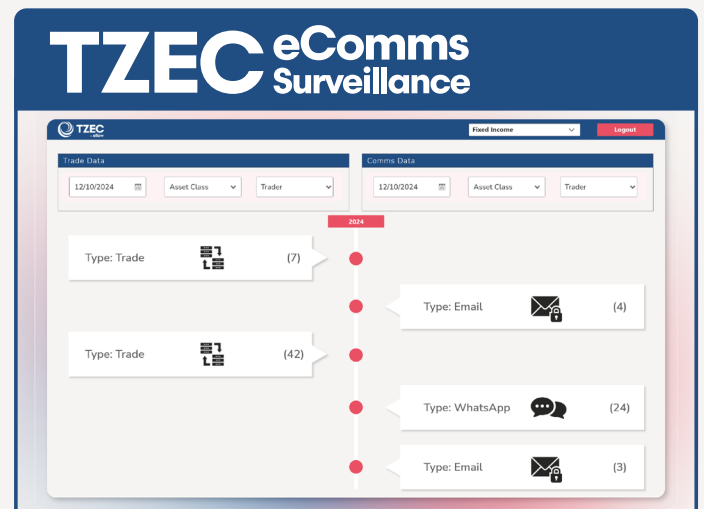 TZEC eComms
Surveillance
TZEC
Fixed Income
Logout
Trade Data
Comms Data
12/10/2024
Asset Class
Trader
12/10/2024
Asset Class
Trader
2024
Type: Trade (7)
Type: Email (4)
Type: Trade (42)
Type: WhatsApp (24)
Type: Email (3)